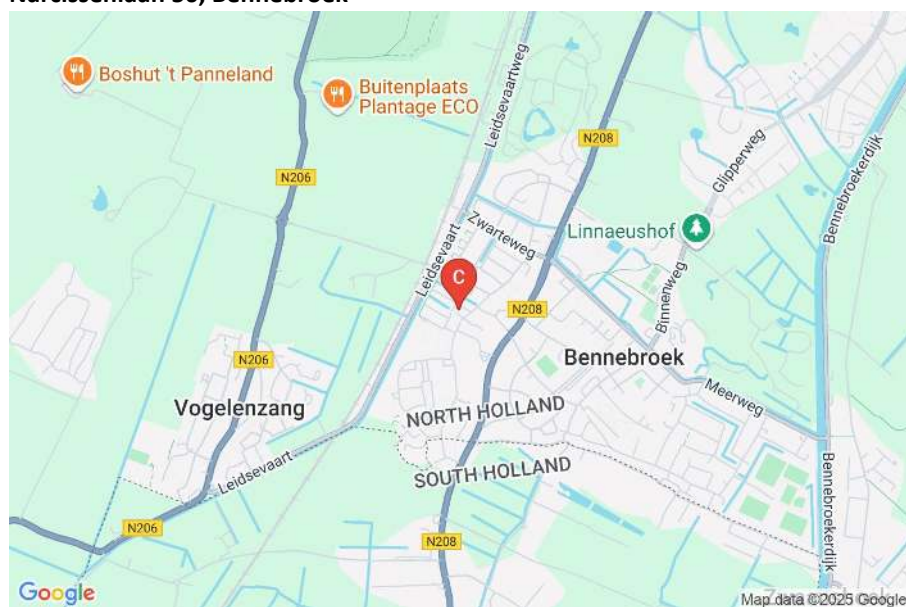 Boshut 't Panneland
Buitenplaats
Plantage ECO
Leidsevaartweg
N208
Glipperweg
Bennebroekerdijk
N206
Zwarteweg
Linnaeushof
Leidsevaart
C
Binnenweg
N208
N206
Bennebroek
Vogelenzang
Meerweg
NORTH HOLLAND
SOUTH HOLLAND
Leidsevaart
Bennebroekerdijk
N206
N208
Google
Map data ©2025 Google